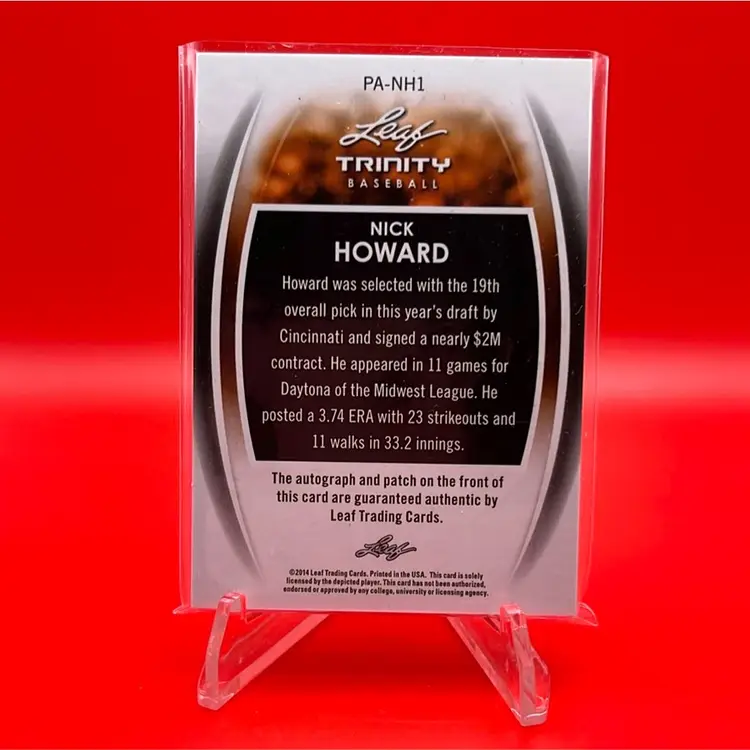 PA-NH1
Leaf
TRINITY
BASEBALL
NICK
HOWARD
Howard was selected with the 19th
overall pick in this year's draft by
Cincinnati and signed a nearly $2M
contract. He appeared in 11 games for
Daytona of the Midwest League. He
posted a 3.74 ERA with 23 strikeouts and
11 walks in 33.2 innings.
The autograph and patch on the front of
this card are guaranteed authentic by
Leaf Trading Cards.
Leaf
©2014 Leaf Trading Cards. Printed in the USA. This card is solely
licensed by the depicted player. This card has not been authorized,
endorsed or approved by any college, university or licensing agency.